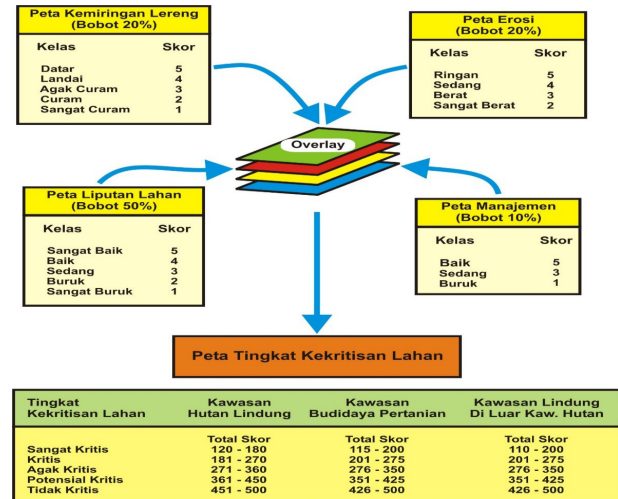 Peta Kemiringan Lereng
(Bobot 20%)
Kelas Skor
Datar 5
Landai 4
Agak Curam 3
Curam 2
Sangat Curam 1
Peta Erosi
(Bobot 20%)
Kelas Skor
Ringan 5
Sedang 4
Berat 3
Sangat Berat 2
Overlay
Peta Liputan Lahan
(Bobot 50%)
Kelas Skor
Sangat Baik 5
Baik 4
Sedang 3
Buruk 2
Sangat Buruk 1
Peta Manajemen
(Bobot 10%)
Kelas Skor
Baik 5
Sedang 3
Buruk 1
Peta Tingkat Kekritisan Lahan
Tingkat Kawasan Kawasan Kawasan Lindung
Kekritisan Lahan Hutan Lindung Budidaya Pertanian Di Luar Kaw. Hutan
Total Skor Total Skor Total Skor
Sangat Kritis 120 - 180 115 - 200 110 - 200
Kritis 181 - 270 201 - 275 201 - 275
Agak Kritis 271 - 360 276 - 350 276 - 350
Potensial Kritis 361 - 450 351 - 425 351 - 425
Tidak Kritis 451 - 500 426 - 500 426 - 500